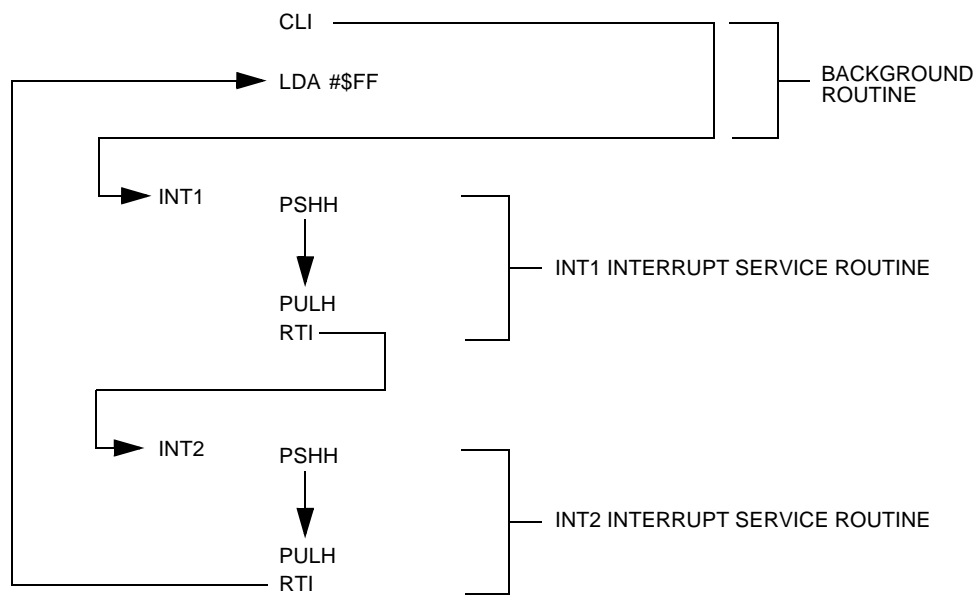 CLI
LDA #$FF
BACKGROUND
ROUTINE
INT1
PSHH
INT1 INTERRUPT SERVICE ROUTINE
PULH
RTI
INT2
PSHH
INT2 INTERRUPT SERVICE ROUTINE
PULH
RTI